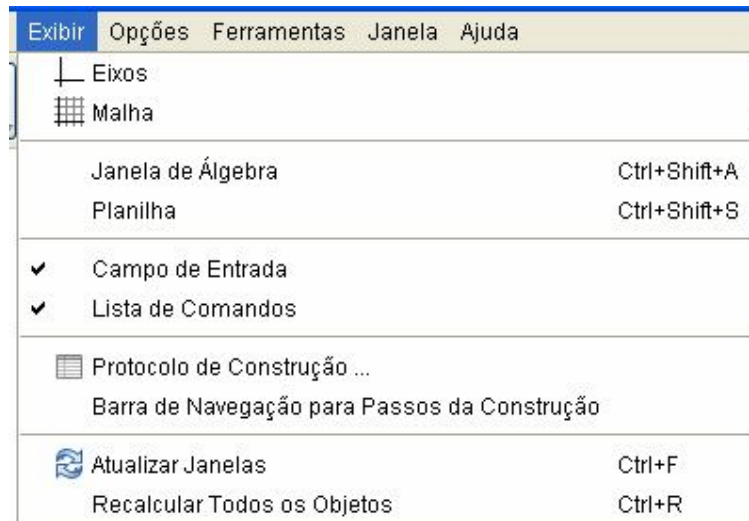 Exibir Opções Ferramentas Janela Ajuda
Eixos
Malha
Janela de Álgebra Ctrl+Shift+A
Planilha Ctrl+Shift+S
Campo de Entrada
Lista de Comandos
Protocolo de Construção ...
Barra de Navegação para Passos da Construção
Atualizar Janelas Ctrl+F
Recalcular Todos os Objetos Ctrl+R